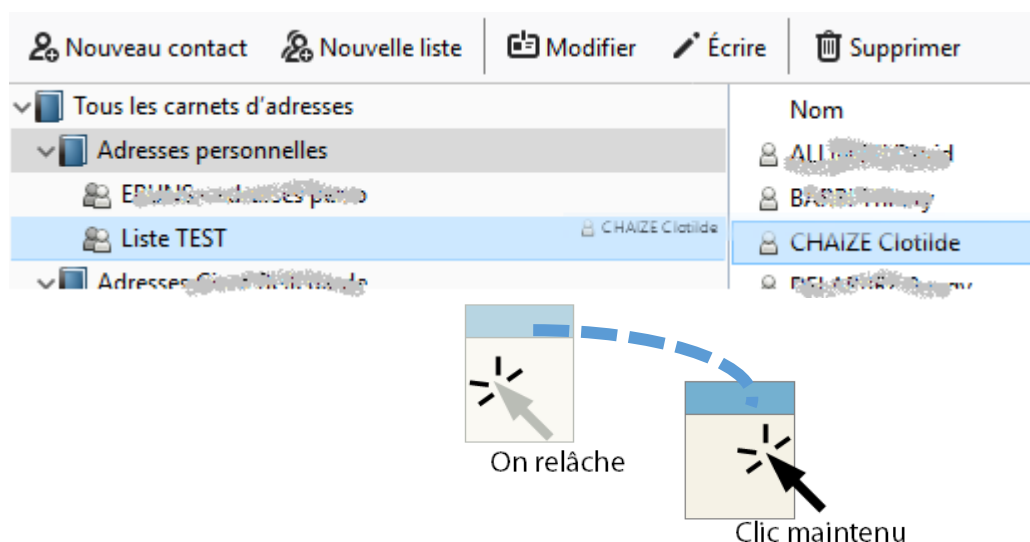 Nouveau contact Nouvelle liste Modifier Écrire Supprimer
Tous les carnets d'adresses
Nom
Adresses personnelles
Liste TEST
CHAIZE Clotilde
CHAIZE Clotilde
Adresses
On relâche
Clic maintenu